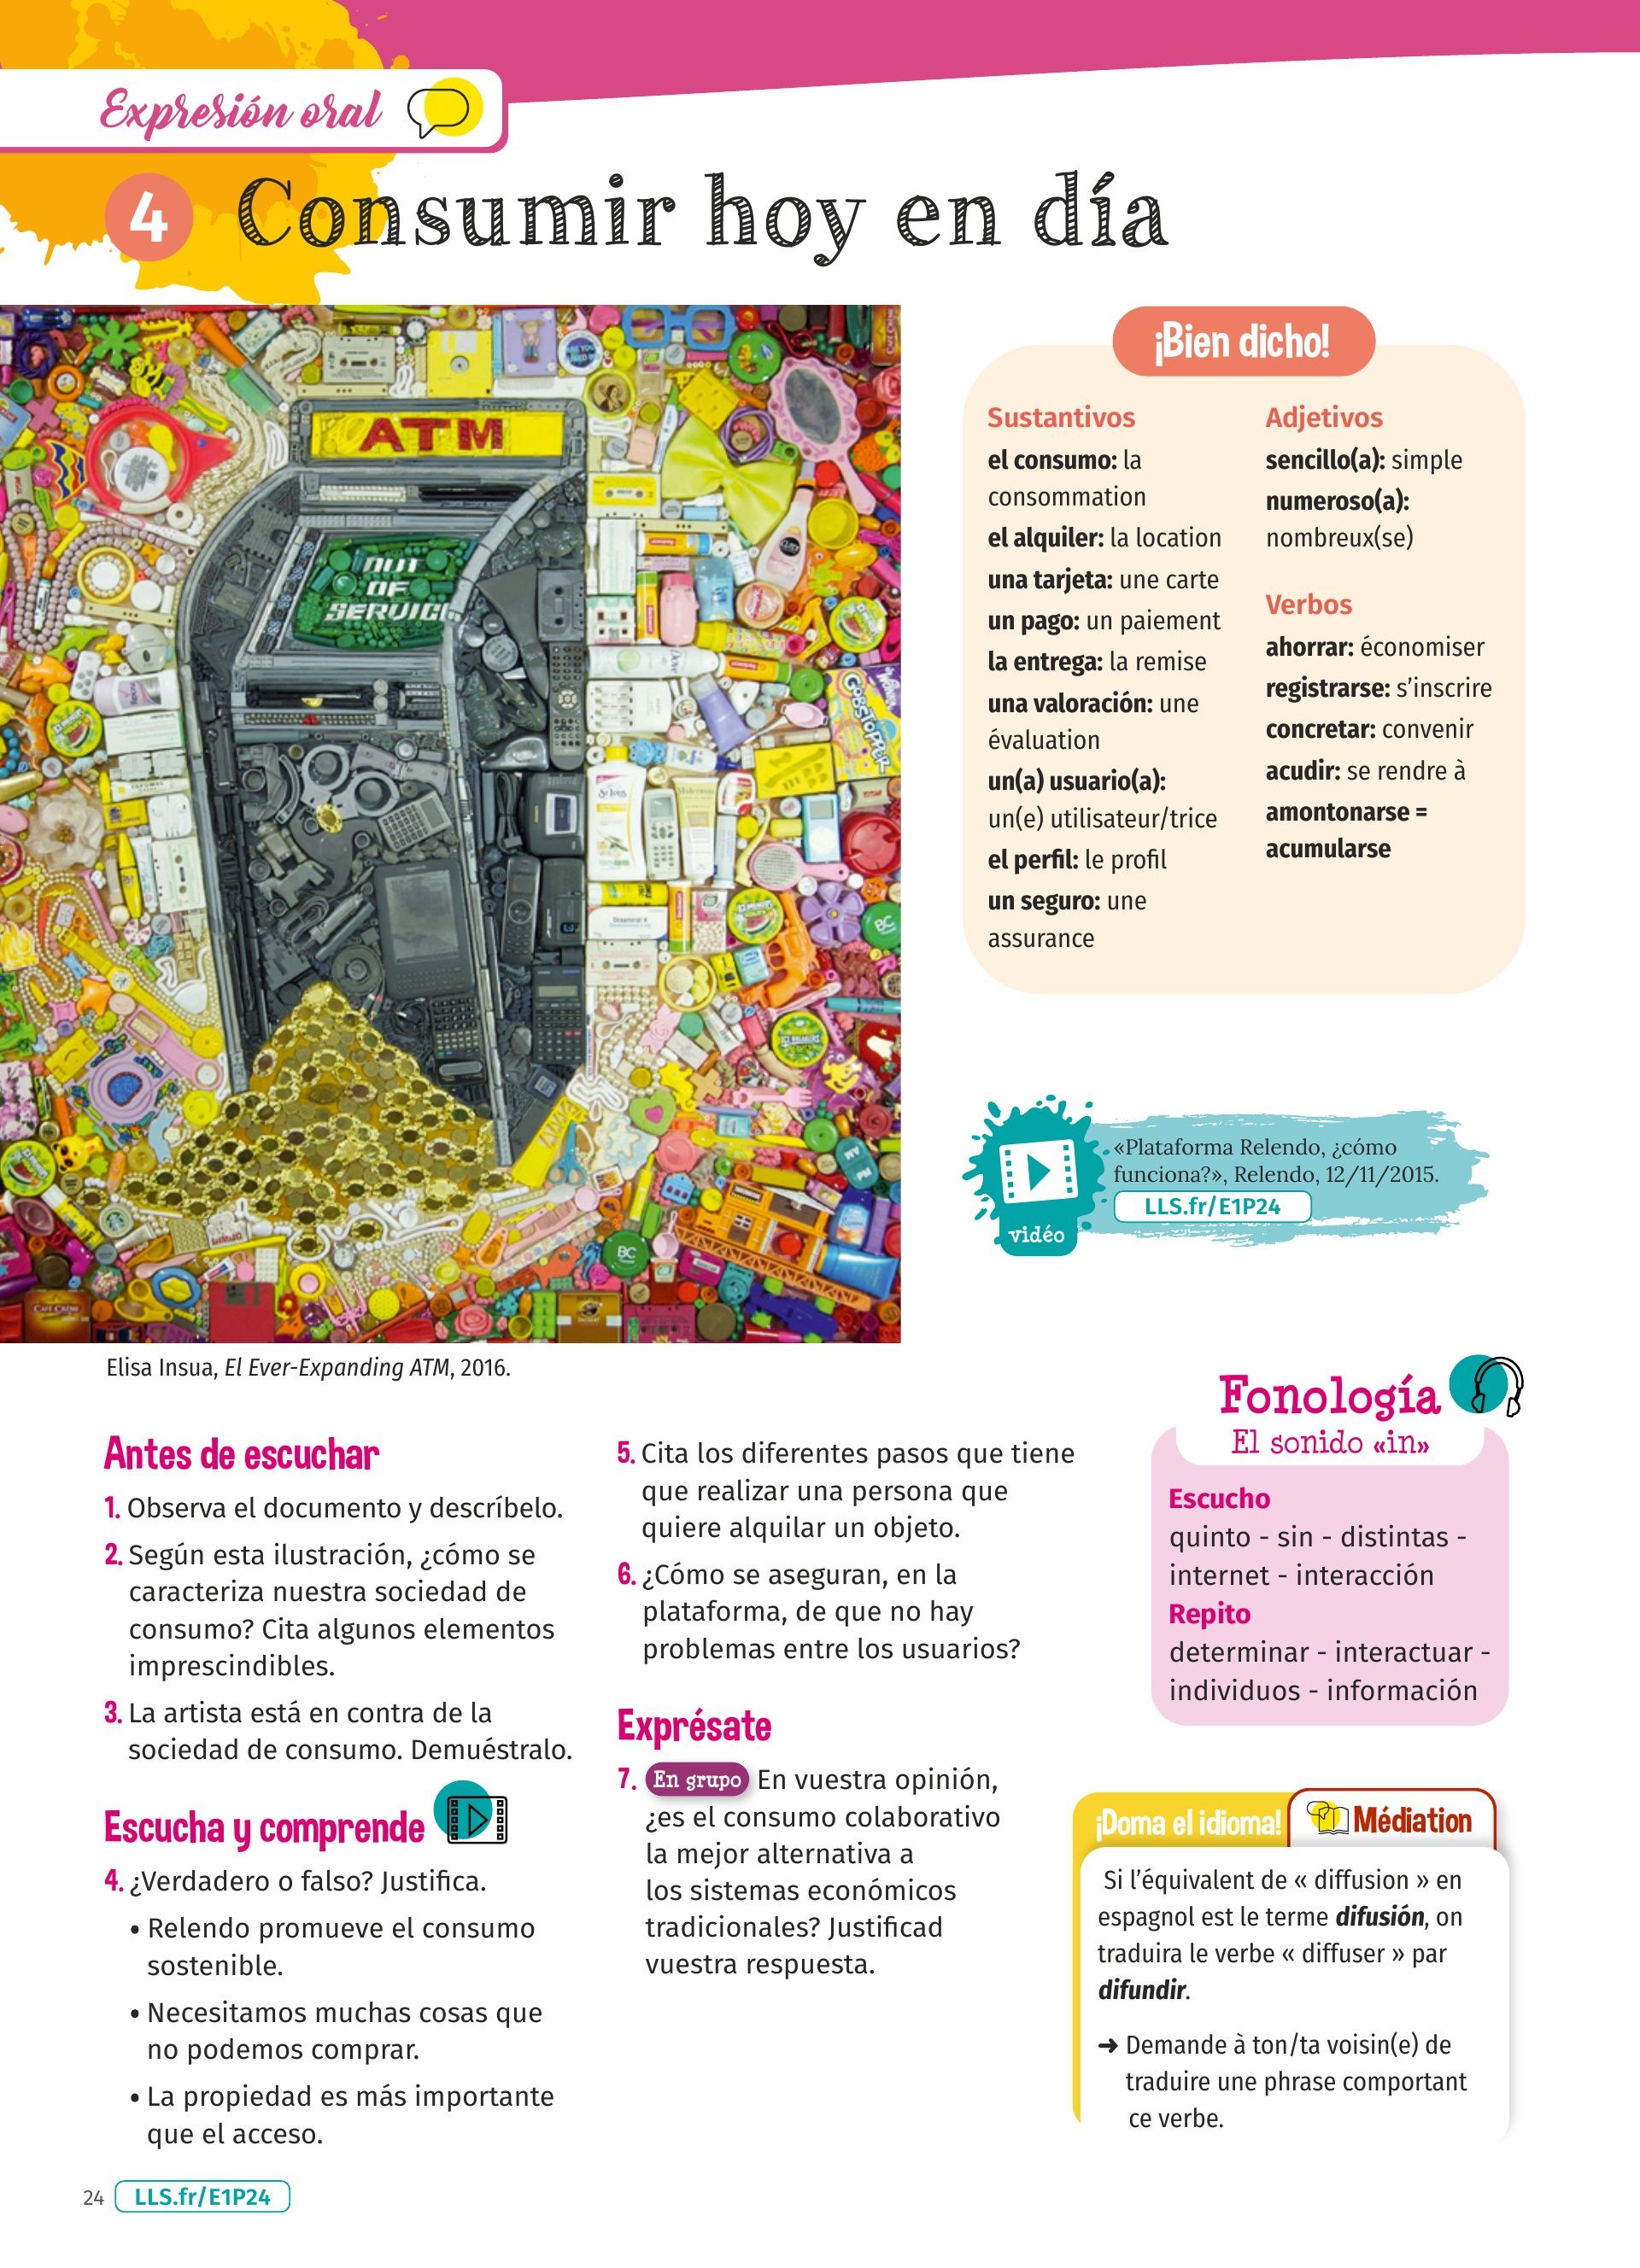 Expresión oral
4 Consumir hoy en día
ATM
OUT
OF
SERVICE
GOBSTOPPER
BC
BC
CAFÉ CRÈME
Elisa Insua, El Ever-Expanding ATM, 2016.
¡Bien dicho!
Sustantivos
el consumo: la
consommation
el alquiler: la location
una tarjeta: une carte
un pago: un paiement
la entrega: la remise
una valoración: une
évaluation
un(a) usuario(a):
un(e) utilisateur/trice
el perfil: le profil
un seguro: une
assurance
Adjetivos
sencillo(a): simple
numeroso(a):
nombreux(se)
Verbos
ahorrar: économiser
registrarse: s’inscrire
concretar: convenir
acudir: se rendre à
amontonarse =
acumularse
«Plataforma Relendo, ¿cómo
funciona?», Relendo, 12/11/2015.
LLS.fr/E1P24
vidéo
Antes de escuchar
1. Observa el documento y descríbelo.
2. Según esta ilustración, ¿cómo se
caracteriza nuestra sociedad de
consumo? Cita algunos elementos
imprescindibles.
3. La artista está en contra de la
sociedad de consumo. Demuéstralo.
Escucha y comprende
4. ¿Verdadero o falso? Justifica.
• Relendo promueve el consumo
sostenible.
• Necesitamos muchas cosas que
no podemos comprar.
• La propiedad es más importante
que el acceso.
5. Cita los diferentes pasos que tiene
que realizar una persona que
quiere alquilar un objeto.
6. ¿Cómo se aseguran, en la
plataforma, de que no hay
problemas entre los usuarios?
Exprésate
7. En grupo En vuestra opinión,
¿es el consumo colaborativo
la mejor alternativa a
los sistemas económicos
tradicionales? Justificad
vuestra respuesta.
Fonología
El sonido «in»
Escucho
quinto - sin - distintas -
internet - interacción
Repito
determinar - interactuar -
individuos - información
¡Doma el idioma! Médiation
Si l’équivalent de « diffusion » en
espagnol est le terme difusión, on
traduira le verbe « diffuser » par
difundir.
➜ Demande à ton/ta voisin(e) de
traduire une phrase comportant
ce verbe.
24 LLS.fr/E1P24